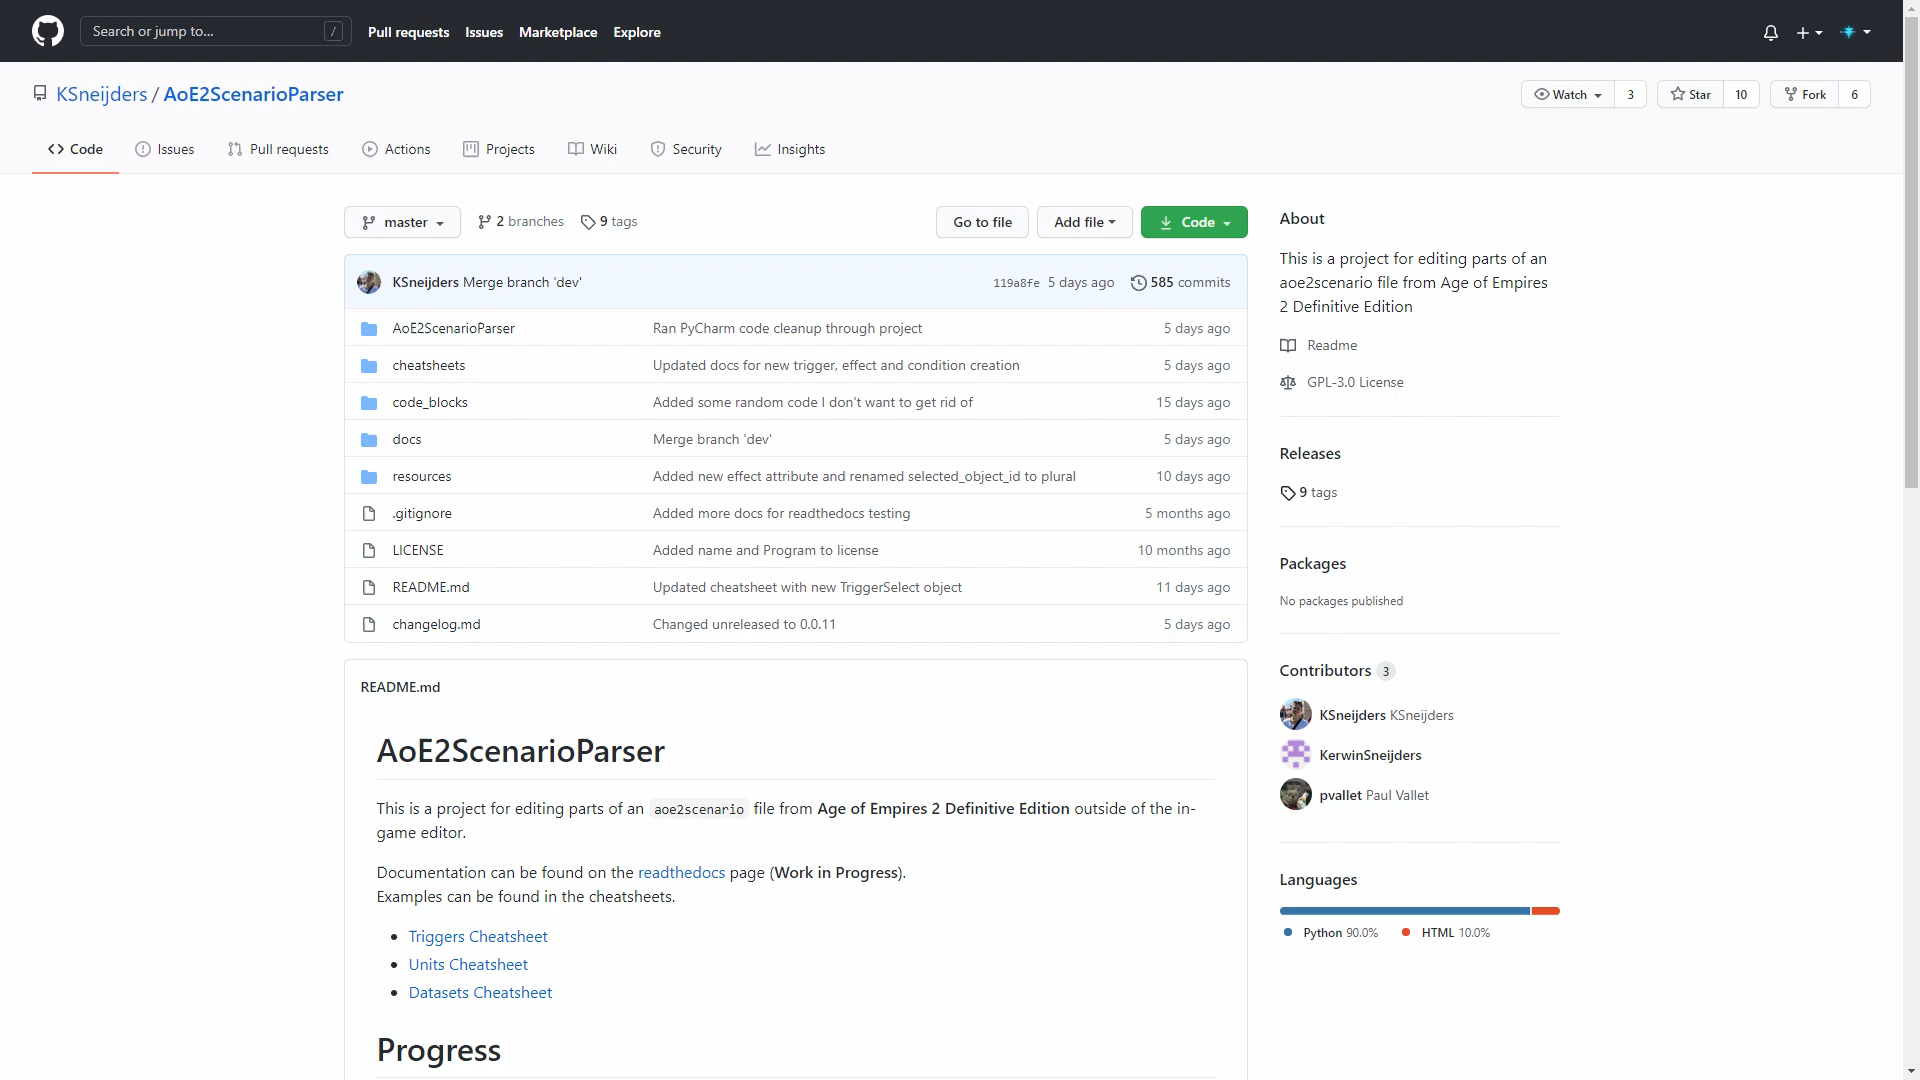 Search or jump to... /
Pull requests Issues Marketplace Explore
KSneijders / AoE2ScenarioParser
Watch 3 Star 10 Fork 6
Code Issues Pull requests Actions Projects Wiki Security Insights
master 2 branches 9 tags Go to file Add file Code
KSneijders Merge branch 'dev' 119a8fe 5 days ago 585 commits
AoE2ScenarioParser Ran PyCharm code cleanup through project 5 days ago
cheatsheets Updated docs for new trigger, effect and condition creation 5 days ago
code_blocks Added some random code I don't want to get rid of 15 days ago
docs Merge branch 'dev' 5 days ago
resources Added new effect attribute and renamed selected_object_id to plural 10 days ago
.gitignore Added more docs for readthedocs testing 5 months ago
LICENSE Added name and Program to license 10 months ago
README.md Updated cheatsheet with new TriggerSelect object 11 days ago
changelog.md Changed unreleased to 0.0.11 5 days ago
README.md
AoE2ScenarioParser
This is a project for editing parts of an aoe2scenario file from Age of Empires 2 Definitive Edition outside of the in-
game editor.
Documentation can be found on the readthedocs page (Work in Progress).
Examples can be found in the cheatsheets.
Triggers Cheatsheet
Units Cheatsheet
Datasets Cheatsheet
Progress
About
This is a project for editing parts of an
aoe2scenario file from Age of Empires
2 Definitive Edition
Readme
GPL-3.0 License
Releases
9 tags
Packages
No packages published
Contributors 3
KSneijders KSneijders
KerwinSneijders
pvallet Paul Vallet
Languages
Python 90.0% HTML 10.0%